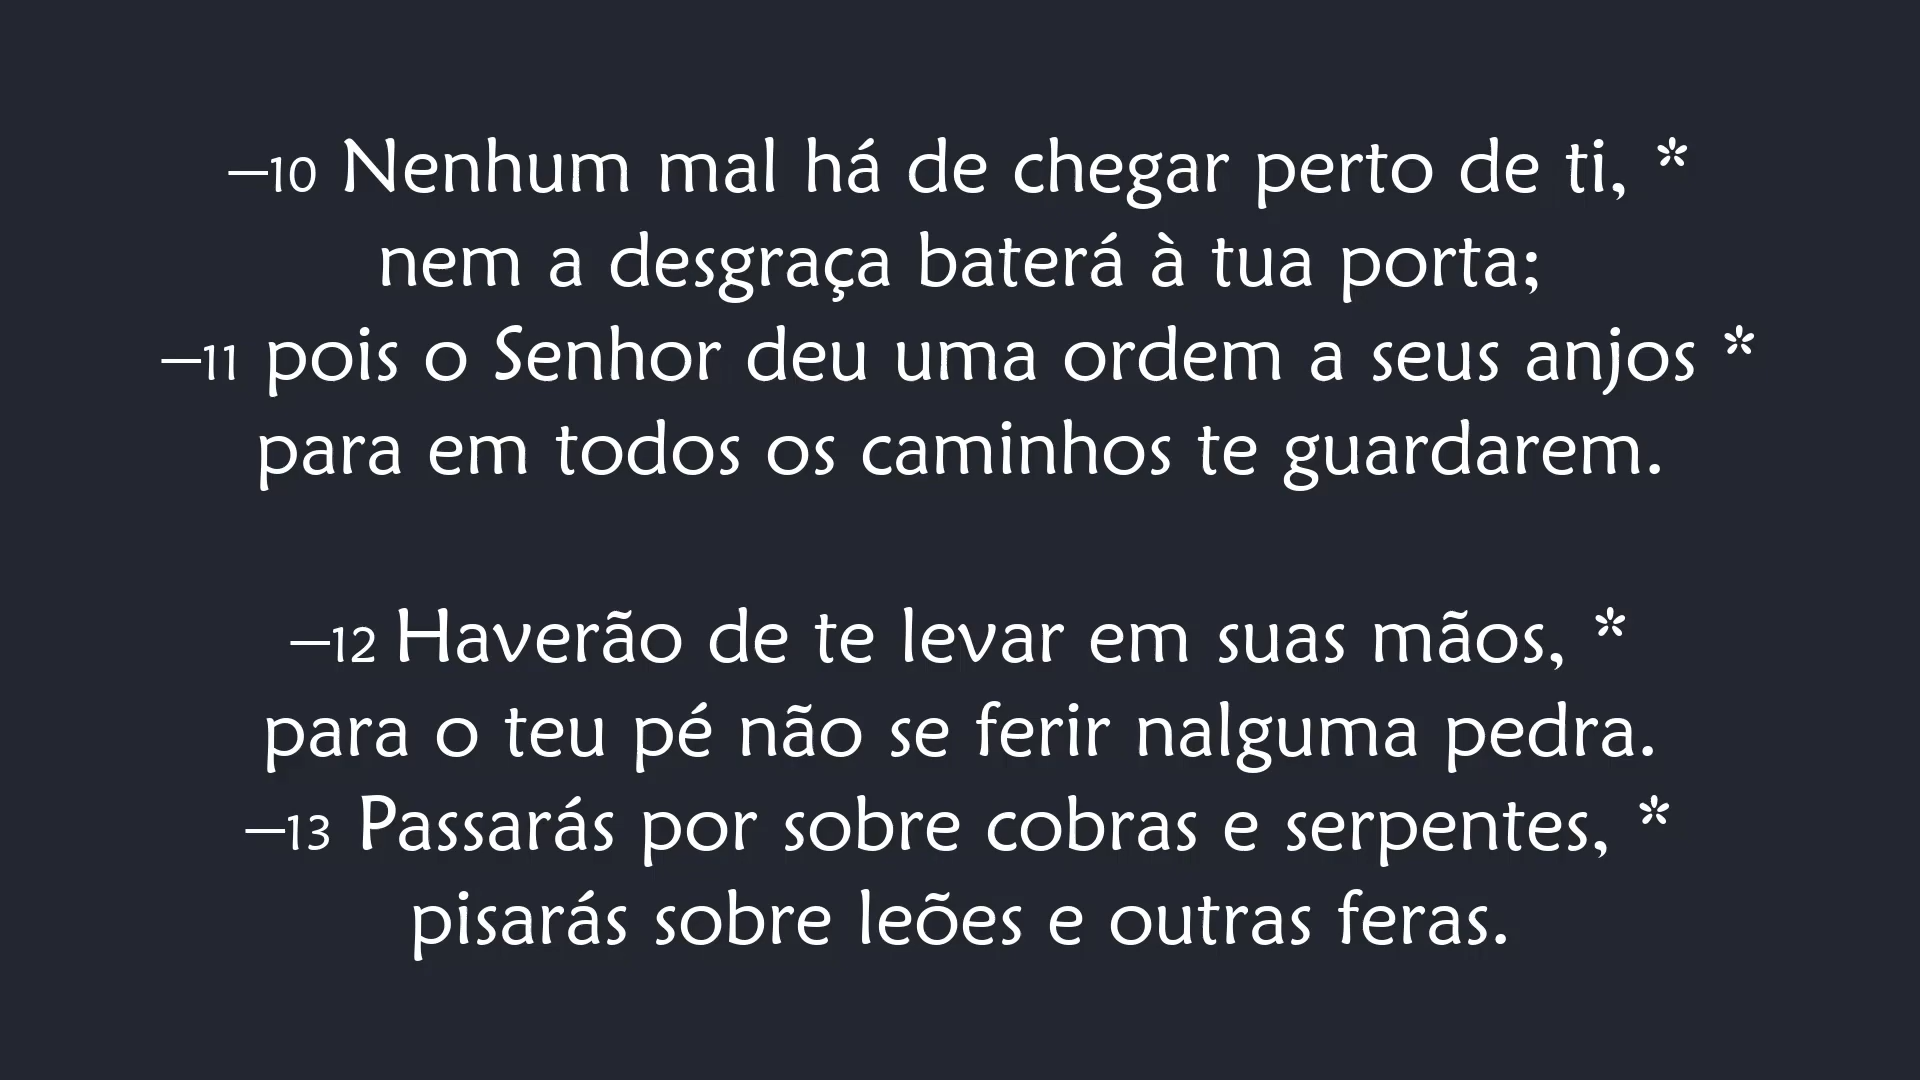 –10 Nenhum mal há de chegar perto de ti, *
nem a desgraça baterá à tua porta;
–11 pois o Senhor deu uma ordem a seus anjos *
para em todos os caminhos te guardarem.
–12 Haverão de te levar em suas mãos, *
para o teu pé não se ferir nalguma pedra.
–13 Passarás por sobre cobras e serpentes, *
pisarás sobre leões e outras feras.